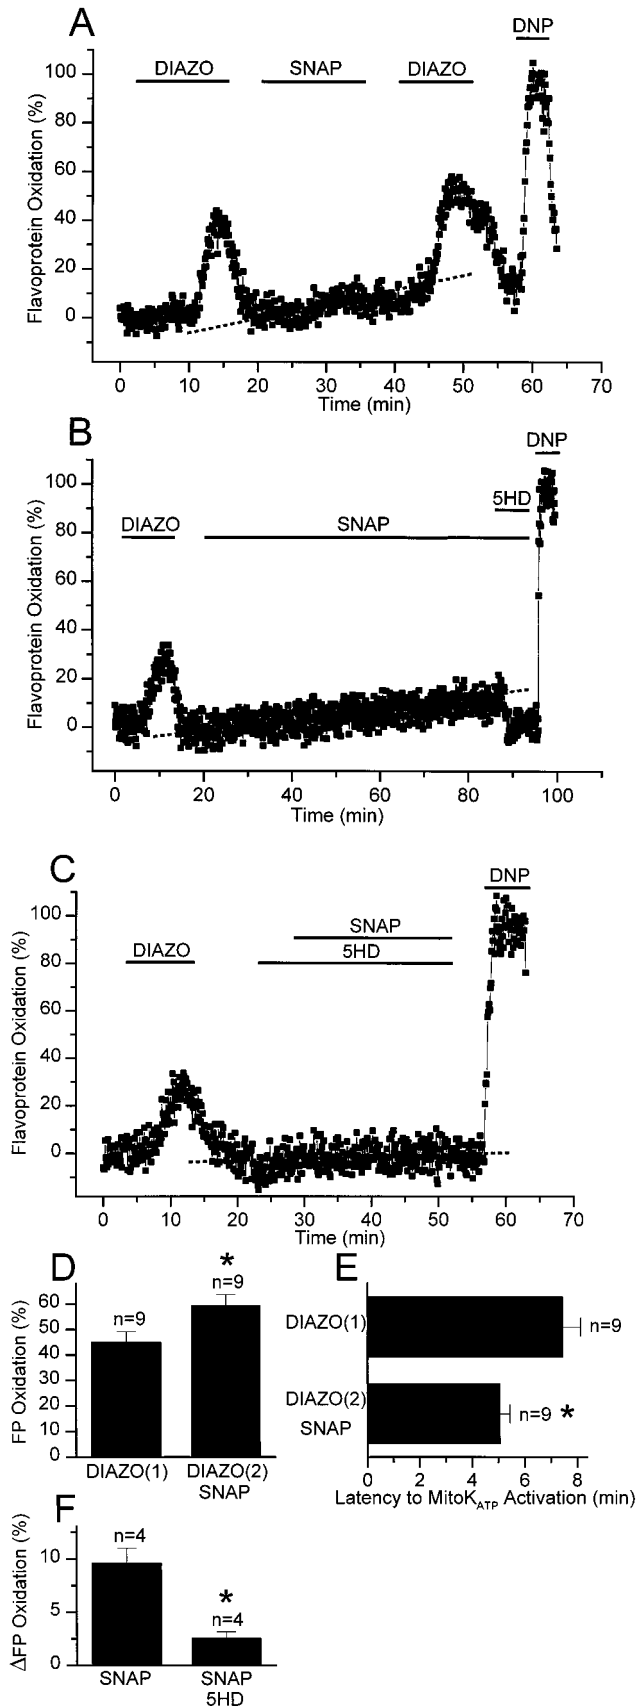 A
DNP
DIAZO SNAP DIAZO
100
80
60
40
20
0
Flavoprotein Oxidation (%)
0 10 20 30 40 50 60 70
Time (min)
B
DNP
5HD
DIAZO SNAP
100
80
60
40
20
0
Flavoprotein Oxidation (%)
0 20 40 60 80 100
Time (min)
C
DNP
SNAP
DIAZO 5HD
100
80
60
40
20
0
Flavoprotein Oxidation (%)
0 10 20 30 40 50 60 70
Time (min)
D
*
n=9 n=9
60
50
40
30
20
10
0
FP Oxidation (%)
DIAZO(1) DIAZO(2)
SNAP
E
DIAZO(1) n=9
DIAZO(2)
SNAP n=9 *
0 2 4 6 8
Latency to MitoKATP Activation (min)
F
n=4
*
n=4
10
5
0
ΔFP Oxidation (%)
SNAP SNAP
5HD